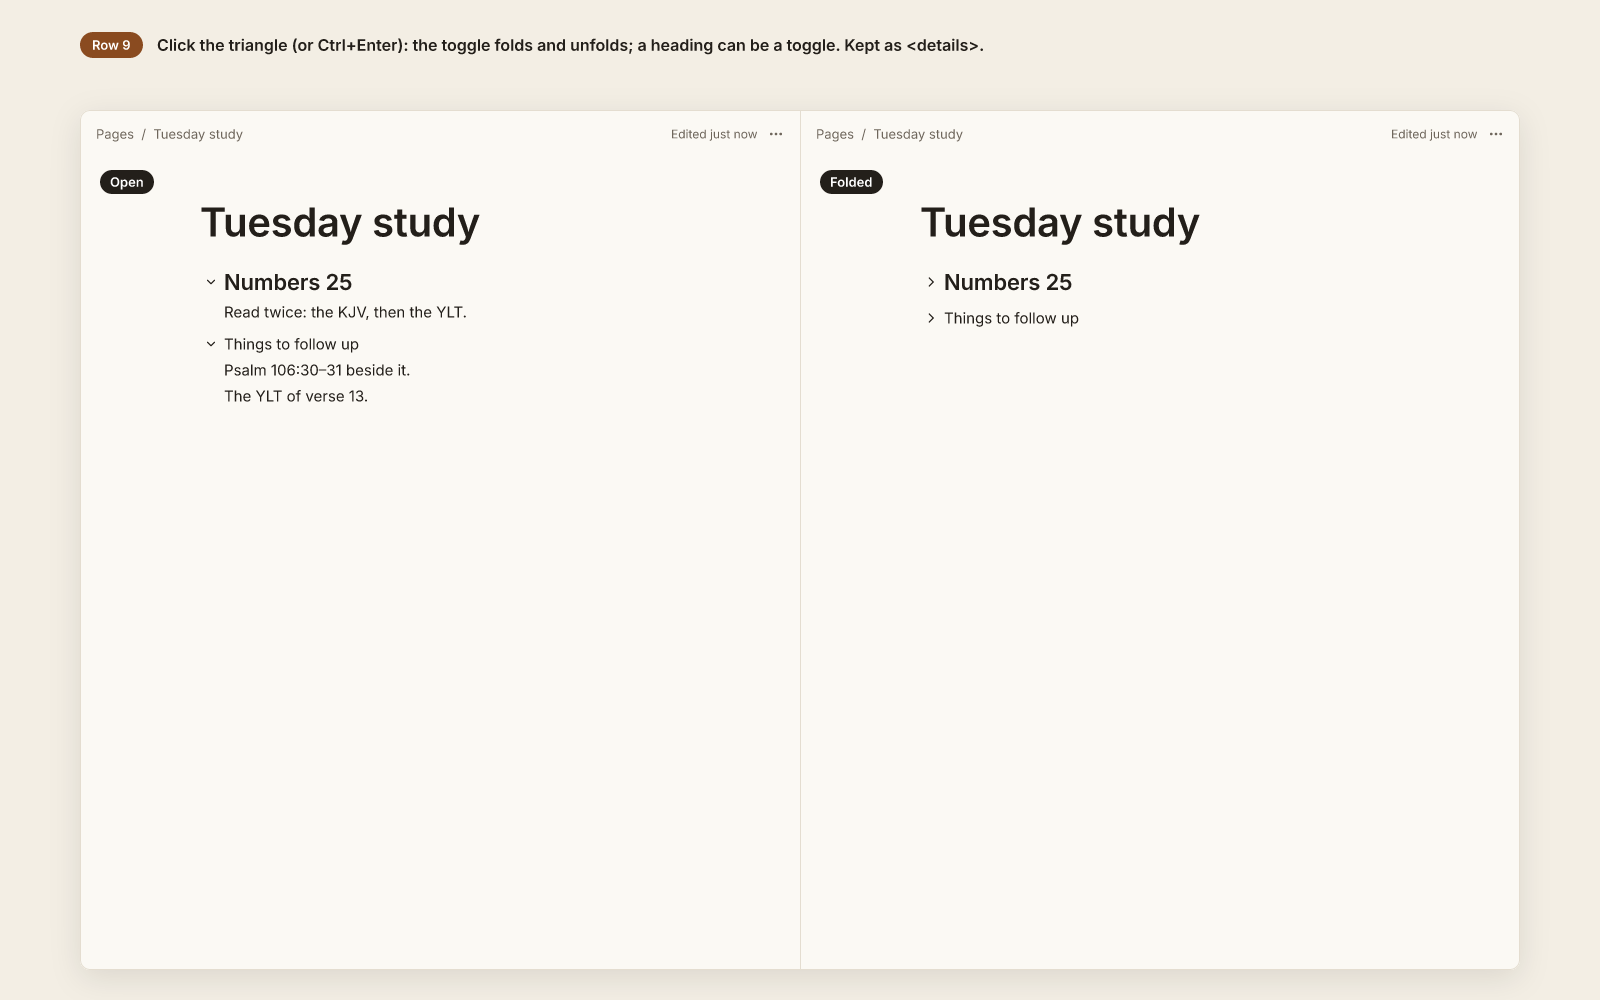 Row 9 Click the triangle (or Ctrl+Enter): the toggle folds and unfolds; a heading can be a toggle. Kept as <details>.
Pages / Tuesday study
Edited just now
Open
Tuesday study
Numbers 25
Read twice: the KJV, then the YLT.
Things to follow up
Psalm 106:30–31 beside it.
The YLT of verse 13.
Pages / Tuesday study
Edited just now
Folded
Tuesday study
Numbers 25
Things to follow up